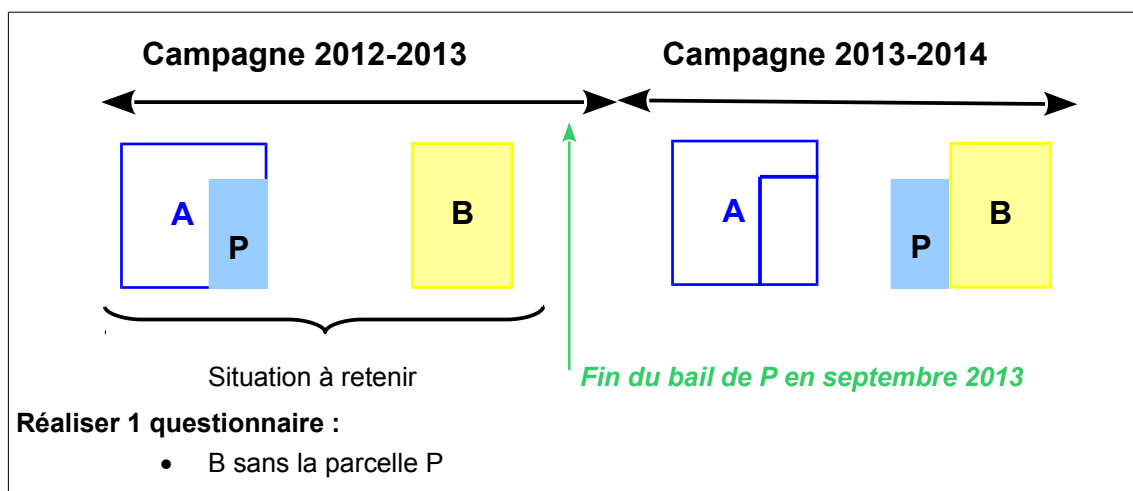 Campagne 2012-2013 Campagne 2013-2014
A P B A P B
Situation à retenir Fin du bail de P en septembre 2013
Réaliser 1 questionnaire :
• B sans la parcelle P